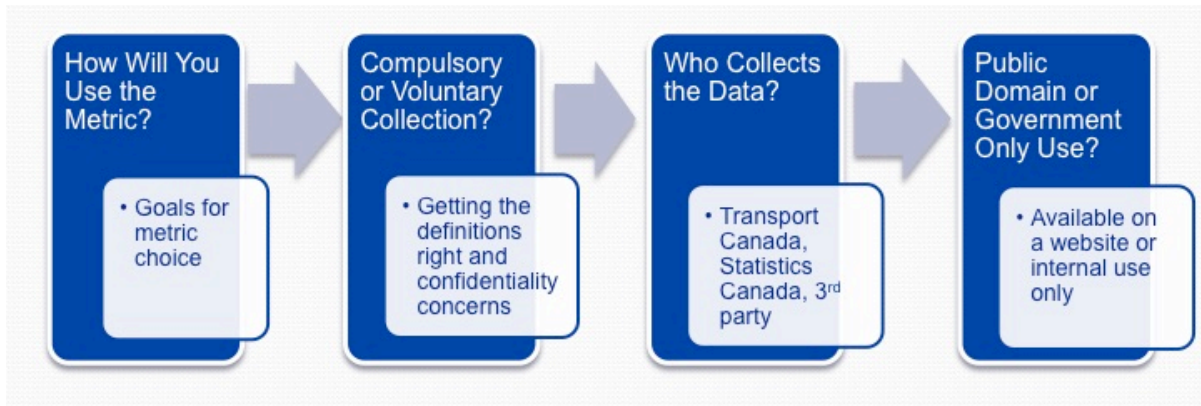 How Will You
Use the
Metric?
• Goals for
metric
choice
Compulsory
or Voluntary
Collection?
• Getting the
definitions
right and
confidentiality
concerns
Who Collects
the Data?
• Transport
Canada,
Statistics
Canada, 3rd
party
Public
Domain or
Government
Only Use?
• Available on
a website or
internal use
only